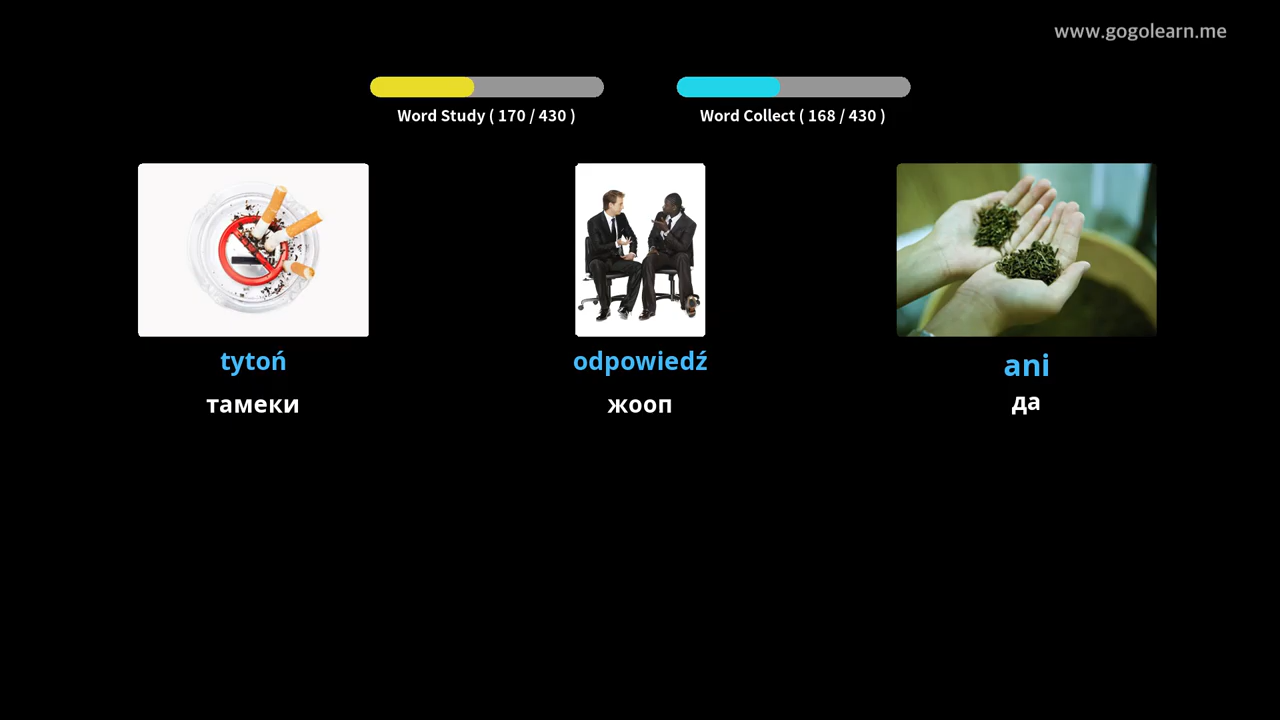 www.gogolearn.me
Word Study ( 170 / 430 )
Word Collect ( 168 / 430 )
tytoń
odpowiedź
ani
тамеки
жооп
да